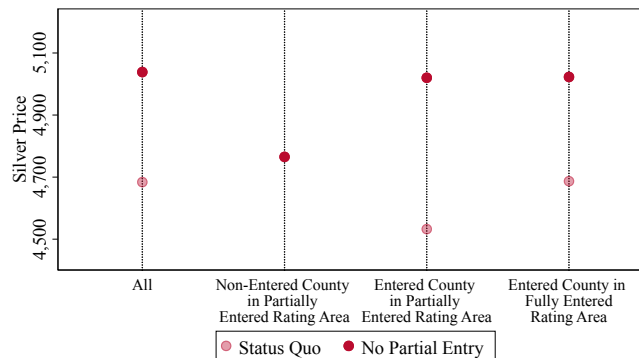 Silver Price
5,100
4,900
4,700
4,500
All
Non-Entered County
in Partially
Entered Rating Area
Entered County
in Partially
Entered Rating Area
Entered County in
Fully Entered
Rating Area
Status Quo
No Partial Entry